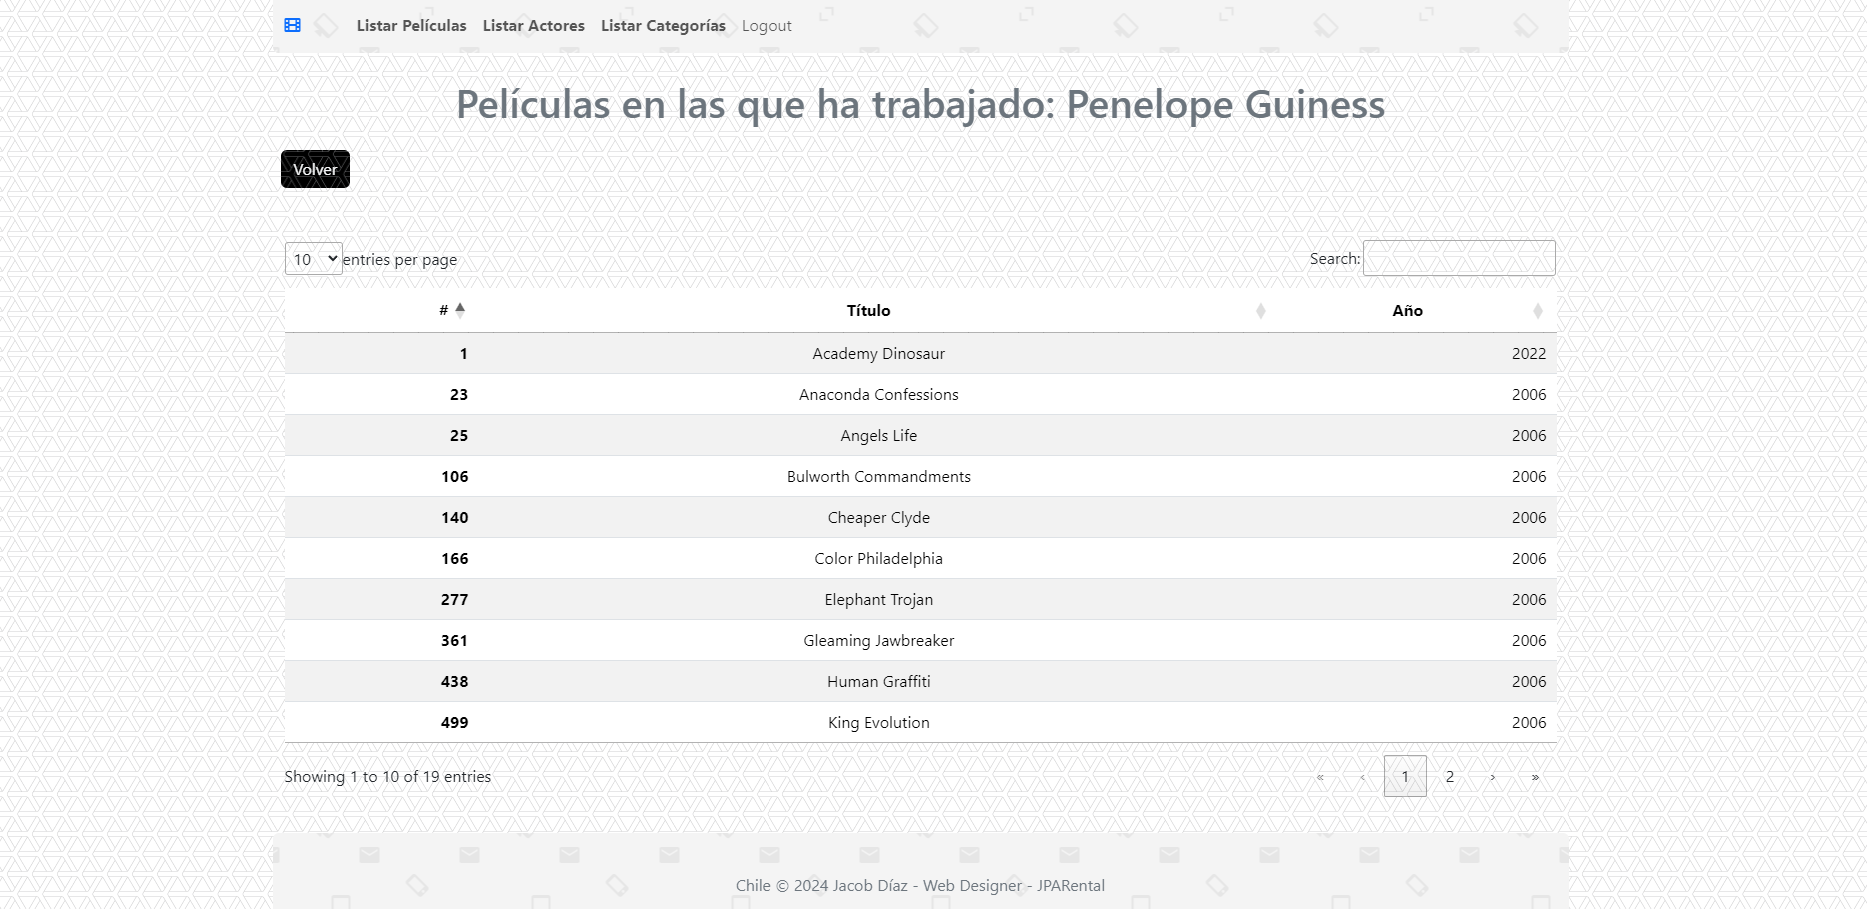 Listar Películas Listar Actores Listar Categorías Logout
Películas en las que ha trabajado: Penelope Guiness
Volver
10 entries per page Search:
# Título Año
1 Academy Dinosaur 2022
23 Anaconda Confessions 2006
25 Angels Life 2006
106 Bulworth Commandments 2006
140 Cheaper Clyde 2006
166 Color Philadelphia 2006
277 Elephant Trojan 2006
361 Gleaming Jawbreaker 2006
438 Human Graffiti 2006
499 King Evolution 2006
Showing 1 to 10 of 19 entries « ‹ 1 2 › »
Chile © 2024 Jacob Díaz - Web Designer - JPARental